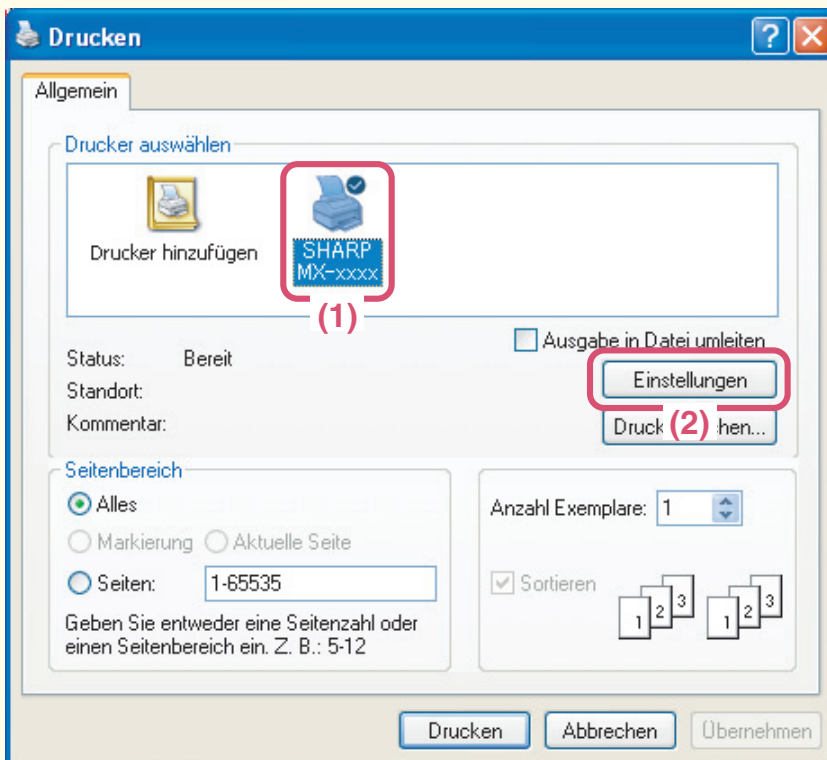 Drucken
Allgemein
Drucker auswählen
Drucker hinzufügen
SHARP
MX-xxxx
(1)
Ausgabe in Datei umleiten
Status: Bereit
Einstellungen
Standort:
(2)
Kommentar:
Seitenbereich
Alles
Anzahl Exemplare: 1
Markierung Aktuelle Seite
Seiten: 1-65535
Sortieren
1 2 3 1 2 3
Geben Sie entweder eine Seitenzahl oder
einen Seitenbereich ein. Z. B.: 5-12
Drucken Abbrechen Übernehmen